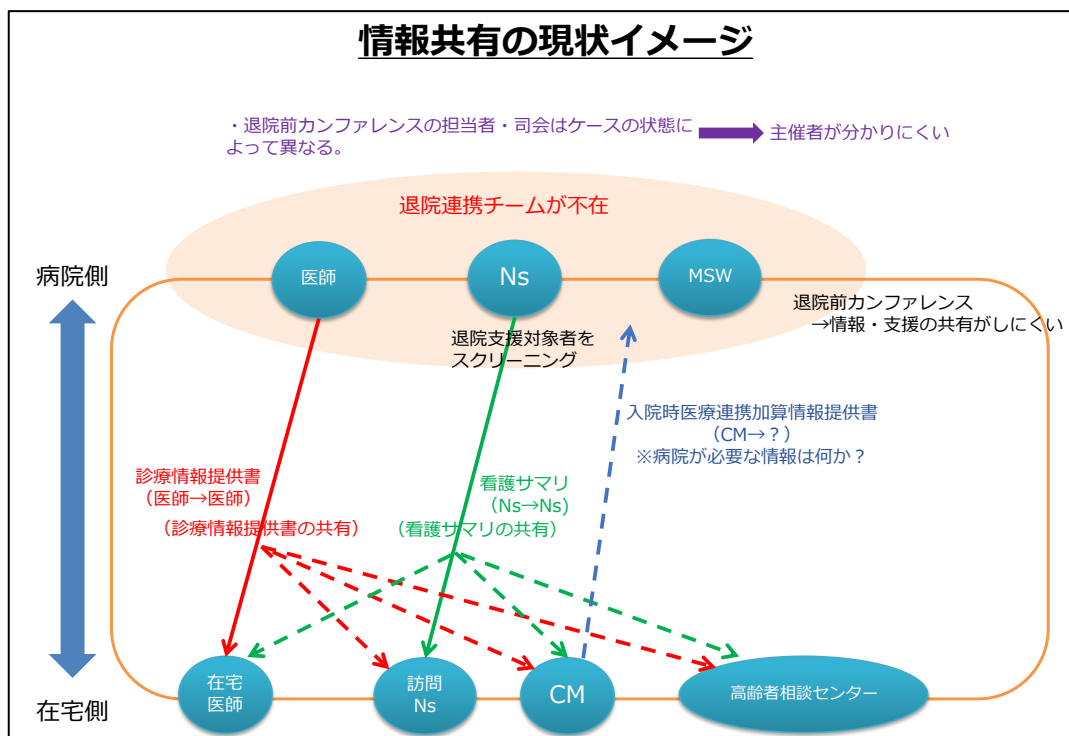 情報共有の現状イメージ
・退院前カンファレンスの担当者・司会はケースの状態に
よって異なる。
主催者が分かりにくい
退院連携チームが不在
病院側
医師
Ns
MSW
退院前カンファレンス
→情報・支援の共有がしにくい
退院支援対象者を
スクリーニング
入院時医療連携加算情報提供書
（CM→？）
※病院が必要な情報は何か？
診療情報提供書
（医師→医師）
（診療情報提供書の共有）
看護サマリ
（Ns→Ns)
（看護サマリの共有）
在宅側
在宅
医師
訪問
Ns
CM
高齢者相談センター